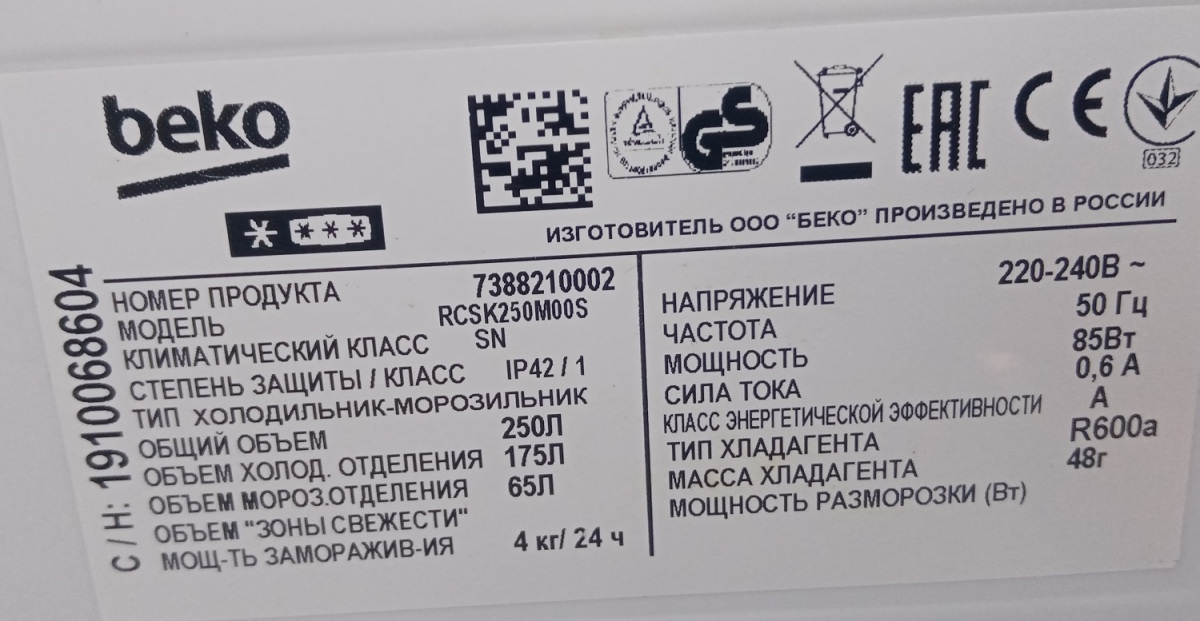 beko
ИЗГОТОВИТЕЛЬ ООО “БЕКО” ПРОИЗВЕДЕНО В РОССИИ
EAC CE
032
С / Н: 1910068604
НОМЕР ПРОДУКТА 7388210002
МОДЕЛЬ RCSK250M00S
КЛИМАТИЧЕСКИЙ КЛАСС SN
СТЕПЕНЬ ЗАЩИТЫ / КЛАСС IP42 / 1
ТИП ХОЛОДИЛЬНИК-МОРОЗИЛЬНИК
ОБЩИЙ ОБЪЕМ 250Л
ОБЪЕМ ХОЛОД. ОТДЕЛЕНИЯ 175Л
ОБЪЕМ МОРОЗ.ОТДЕЛЕНИЯ 65Л
ОБЪЕМ "ЗОНЫ СВЕЖЕСТИ"
МОЩ-ТЬ ЗАМОРАЖИВ-ИЯ 4 кг/ 24 ч
НАПРЯЖЕНИЕ 220-240В ~
ЧАСТОТА 50 Гц
МОЩНОСТЬ 85Вт
СИЛА ТОКА 0,6 А
КЛАСС ЭНЕРГЕТИЧЕСКОЙ ЭФФЕКТИВНОСТИ А
ТИП ХЛАДАГЕНТА R600a
МАССА ХЛАДАГЕНТА 48г
МОЩНОСТЬ РАЗМОРОЗКИ (Вт)